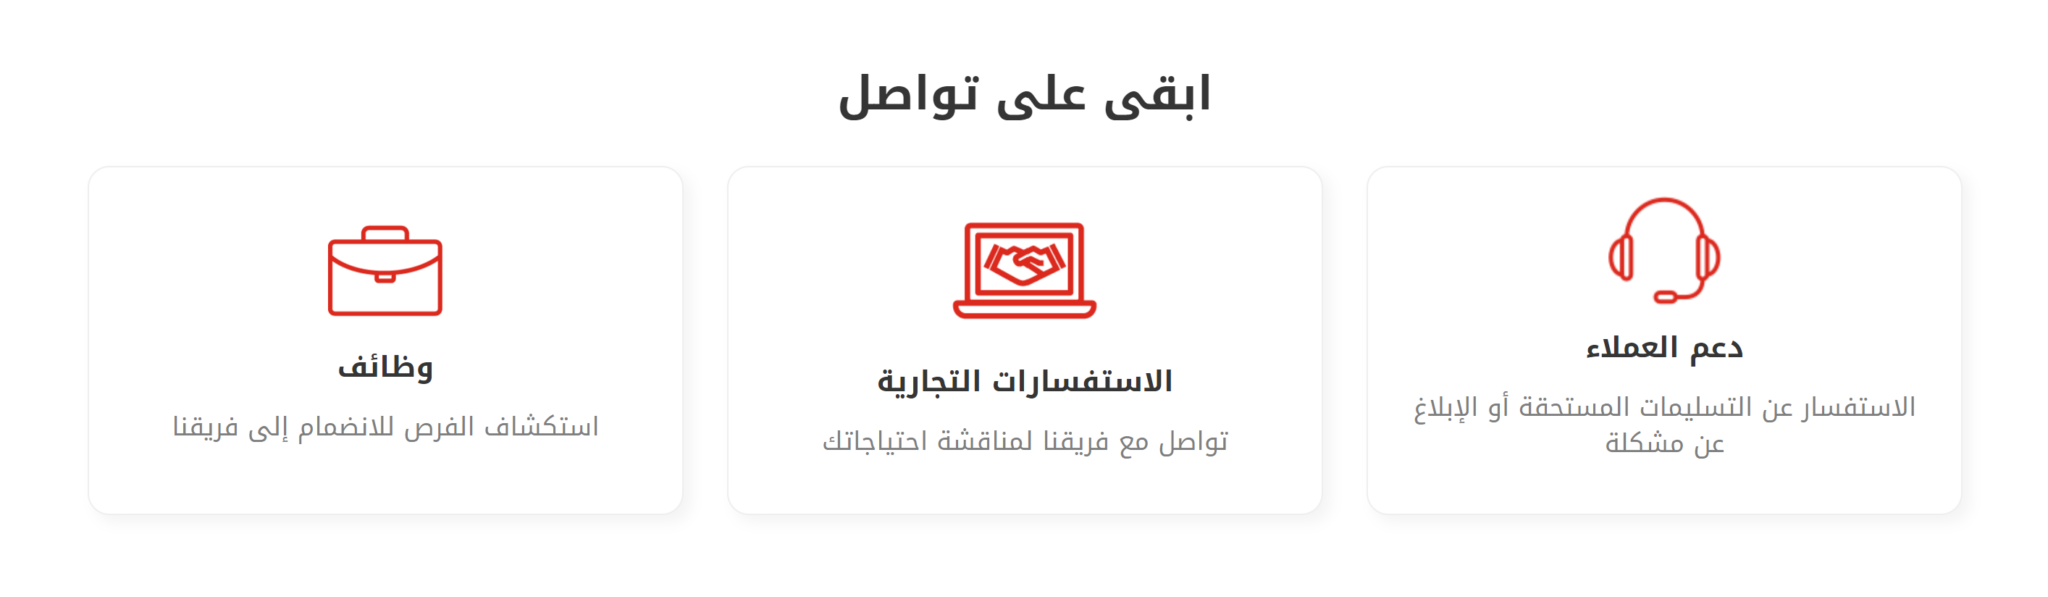 ابقى على تواصل
دعم العملاء
الاستفسار عن التسليمات المستحقة أو الإبلاغ
عن مشكلة
الاستفسارات التجارية
تواصل مع فريقنا لمناقشة احتياجاتك
وظائف
استكشاف الفرص للانضمام إلى فريقنا